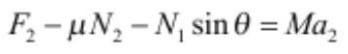 F₂ − μN₂ − N₁ sin θ = Ma₂